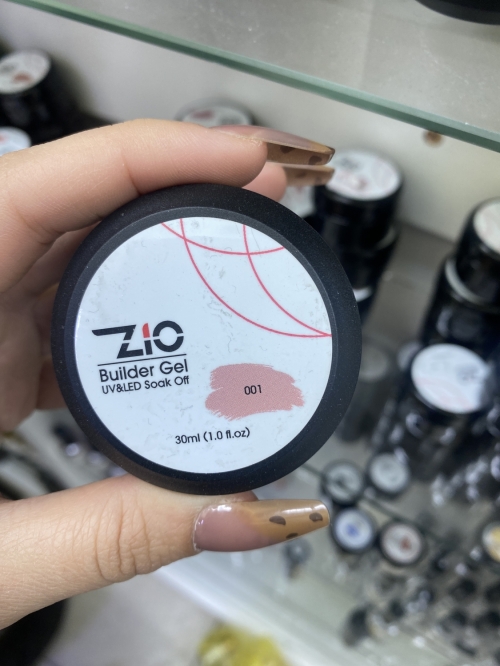 ZIO
Builder Gel
UV&LED Soak Off
001
30ml (1.0 fl.oz)